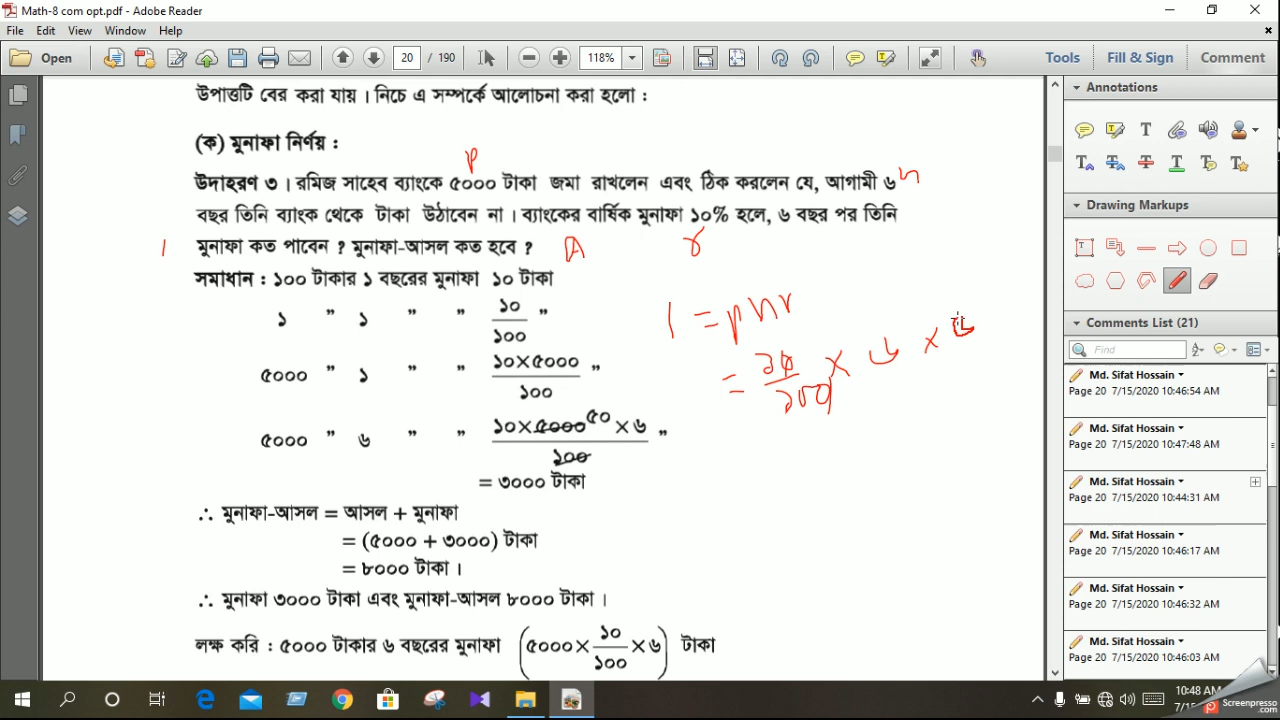 Math-8 com opt.pdf - Adobe Reader
File Edit View Window Help
Open 20 / 190 118% Tools Fill & Sign Comment
উপাত্তটি বের করা যায়। নিচে এ সম্পর্কে আলোচনা করা হলো :
(ক) মুনাফা নির্ণয় :
p
উদাহরণ ৩। রমিজ সাহেব ব্যাংকে ৫০০০ টাকা জমা রাখলেন এবং ঠিক করলেন যে, আগামী ৬ n
বছর তিনি ব্যাংক থেকে টাকা উঠাবেন না। ব্যাংকের বার্ষিক মুনাফা ১০% হলে, ৬ বছর পর তিনি
I মুনাফা কত পাবেন ? মুনাফা-আসল কত হবে ? A r
সমাধান : ১০০ টাকার ১ বছরের মুনাফা ১০ টাকা
১ " ১ " " ১০/১০০ "
I = pnr
৫০০০ " ১ " " ১০×৫০০০/১০০ "
= ১০/১০০ × ৬ ×
৫০০০ " ৬ " " ১০×৫০০০ ৫০ ×৬/১০০ "
= ৩০০০ টাকা
∴ মুনাফা-আসল = আসল + মুনাফা
= (৫০০০ + ৩০০০) টাকা
= ৮০০০ টাকা।
∴ মুনাফা ৩০০০ টাকা এবং মুনাফা-আসল ৮০০০ টাকা।
লক্ষ করি : ৫০০০ টাকার ৬ বছরের মুনাফা (৫০০০×১০/১০০×৬) টাকা
Annotations
Drawing Markups
Comments List (21)
Find
Md. Sifat Hossain
Page 20 7/15/2020 10:46:54 AM
Md. Sifat Hossain
Page 20 7/15/2020 10:47:48 AM
Md. Sifat Hossain
Page 20 7/15/2020 10:44:31 AM
Md. Sifat Hossain
Page 20 7/15/2020 10:46:17 AM
Md. Sifat Hossain
Page 20 7/15/2020 10:46:32 AM
Md. Sifat Hossain
Page 20 7/15/2020 10:46:03 AM
10:48 AM
Screenpresso.com